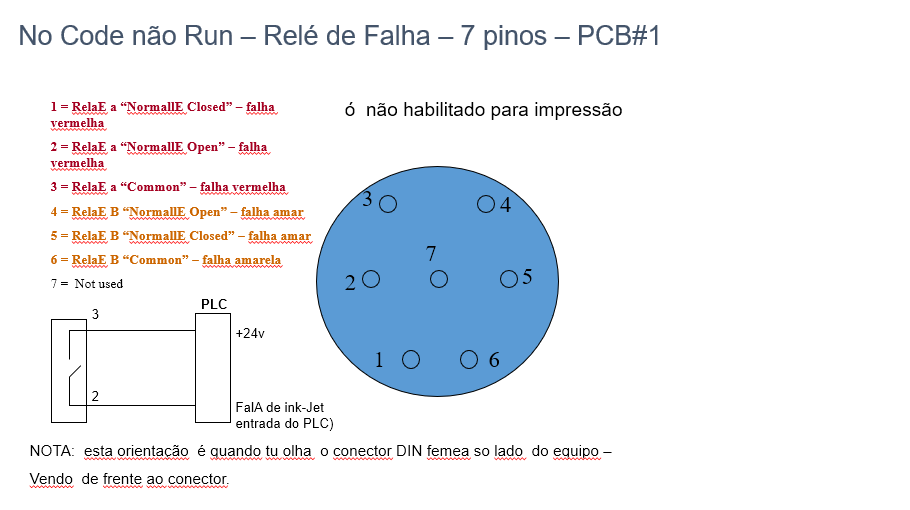 No Code não Run – Relé de Falha – 7 pinos – PCB#1
1 = RelaE a “NormallE Closed” – falha
vermelha
2 = RelaE a “NormallE Open” – falha
vermelha
3 = RelaE a “Common” – falha vermelha
4 = RelaE B “NormallE Open” – falha amar
5 = RelaE B “NormallE Closed” – falha amar
6 = RelaE B “Common” – falha amarela
7 = Not used
ó não habilitado para impressão
3
4
7
2
5
1
6
PLC
3
+24v
2
FalA de ink-Jet
entrada do PLC)
NOTA: esta orientação é quando tu olha o conector DIN femea so lado do equipo –
Vendo de frente ao conector.